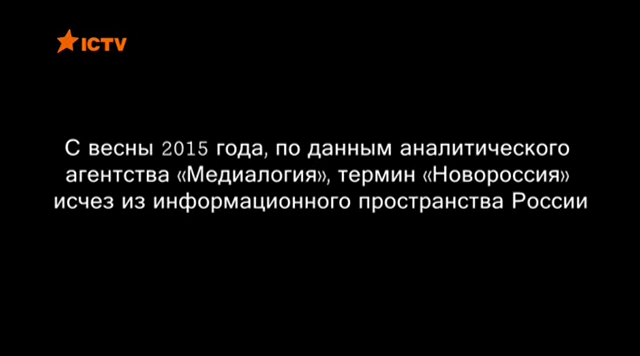 ICTV
С весны 2015 года, по данным аналитического
агентства «Медиалогия», термин «Новороссия»
исчез из информационного пространства России